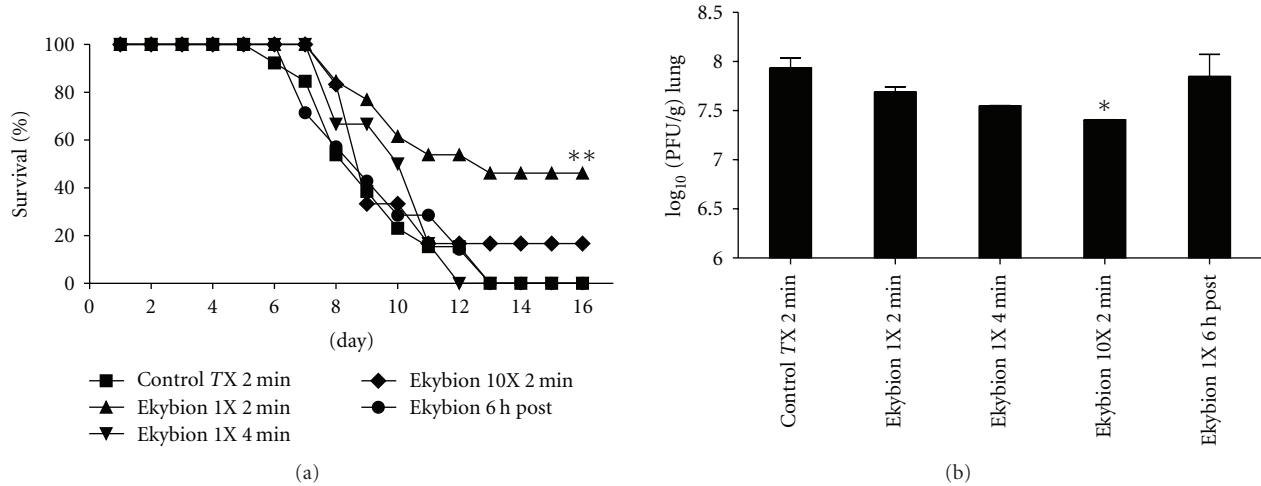 100
80
60
40
20
0
Survival (%)
**
0 2 4 6 8 10 12 14 16
(day)
Control TX 2 min
Ekybion 1X 2 min
Ekybion 1X 4 min
Ekybion 10X 2 min
Ekybion 6 h post
(a)
8.5
8
7.5
7
6.5
6
log₁₀ (PFU/g) lung
*
Control TX 2 min
Ekybion 1X 2 min
Ekybion 1X 4 min
Ekybion 10X 2 min
Ekybion 1X 6 h post
(b)